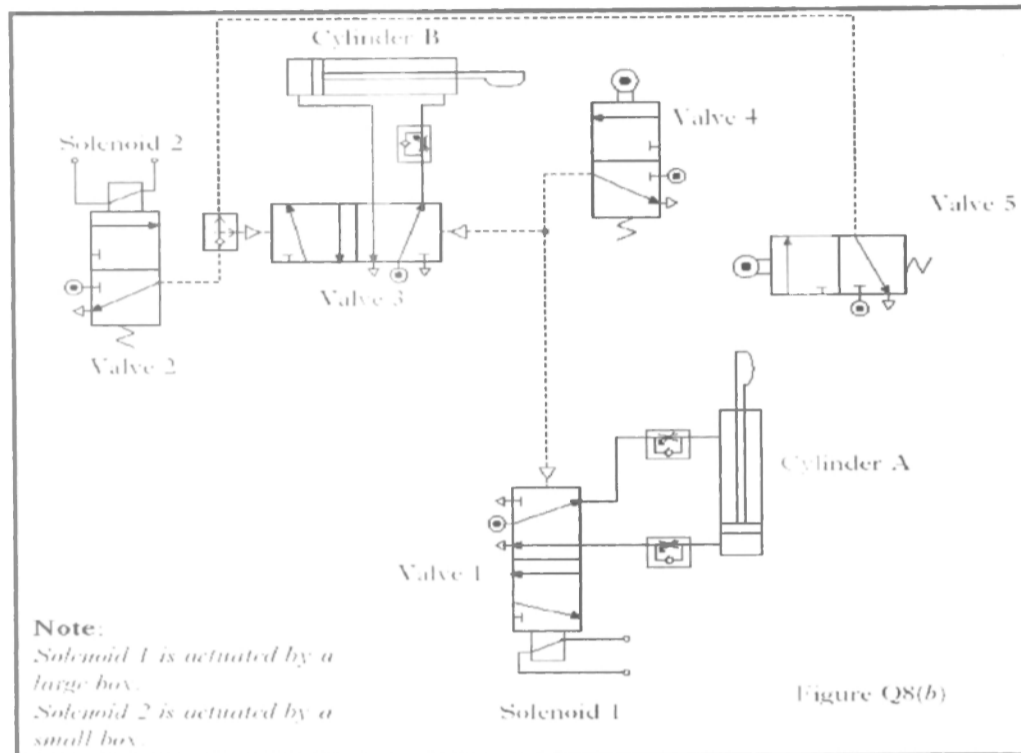 Cylinder B
Valve 4
Solenoid 2
Valve 5
Valve 3
Valve 2
Cylinder A
Valve 1
Note:
Solenoid 1 is actuated by a
large box.
Solenoid 2 is actuated by a
small box.
Solenoid 1
Figure Q8(b)